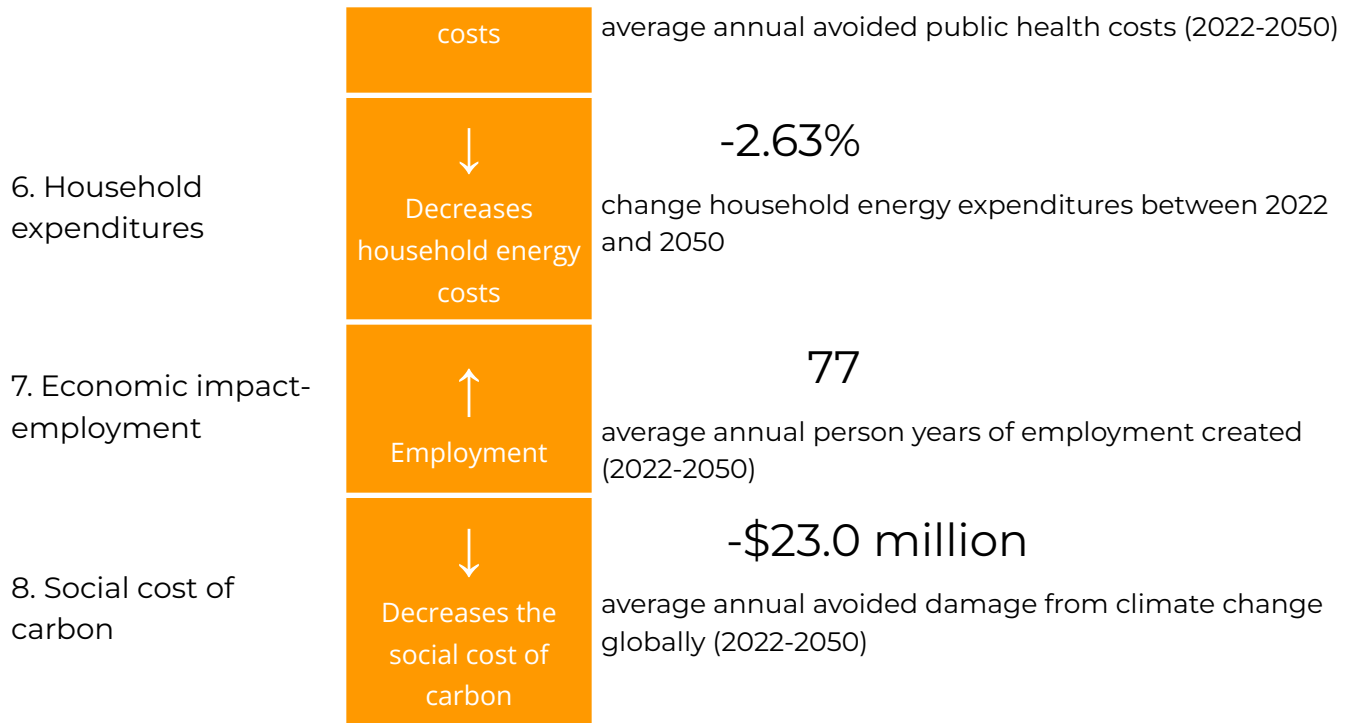 costs
average annual avoided public health costs (2022-2050)
6. Household
expenditures
↓
Decreases
household energy
costs
-2.63%
change household energy expenditures between 2022
and 2050
7. Economic impact-
employment
↑
Employment
77
average annual person years of employment created
(2022-2050)
8. Social cost of
carbon
↓
Decreases the
social cost of
carbon
-$23.0 million
average annual avoided damage from climate change
globally (2022-2050)